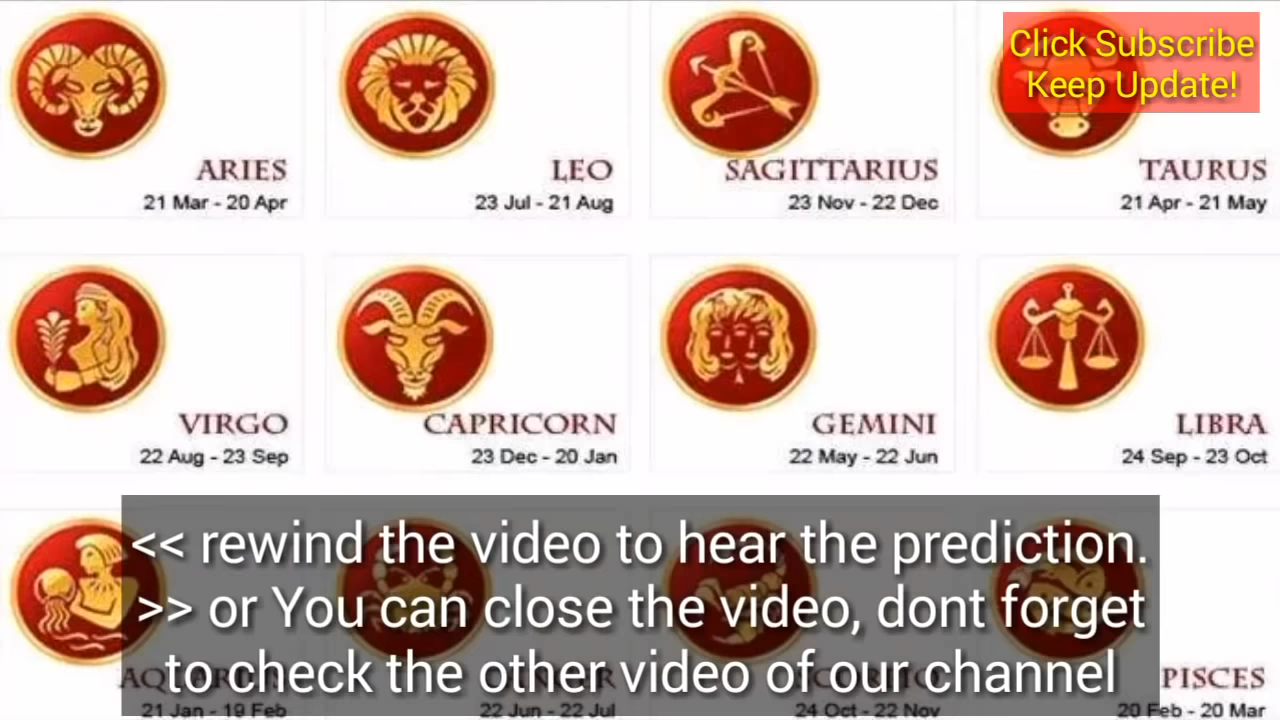 Click Subscribe
Keep Update!
ARIES
21 Mar - 20 Apr
LEO
23 Jul - 21 Aug
SAGITTARIUS
23 Nov - 22 Dec
TAURUS
21 Apr - 21 May
VIRGO
22 Aug - 23 Sep
CAPRICORN
23 Dec - 20 Jan
GEMINI
22 May - 22 Jun
LIBRA
24 Sep - 23 Oct
<< rewind the video to hear the prediction.
>> or You can close the video, dont forget
to check the other video of our channel
AQUARIUS
21 Jan - 19 Feb
CANCER
22 Jun - 22 Jul
SCORPIO
24 Oct - 22 Nov
PISCES
20 Feb - 20 Mar